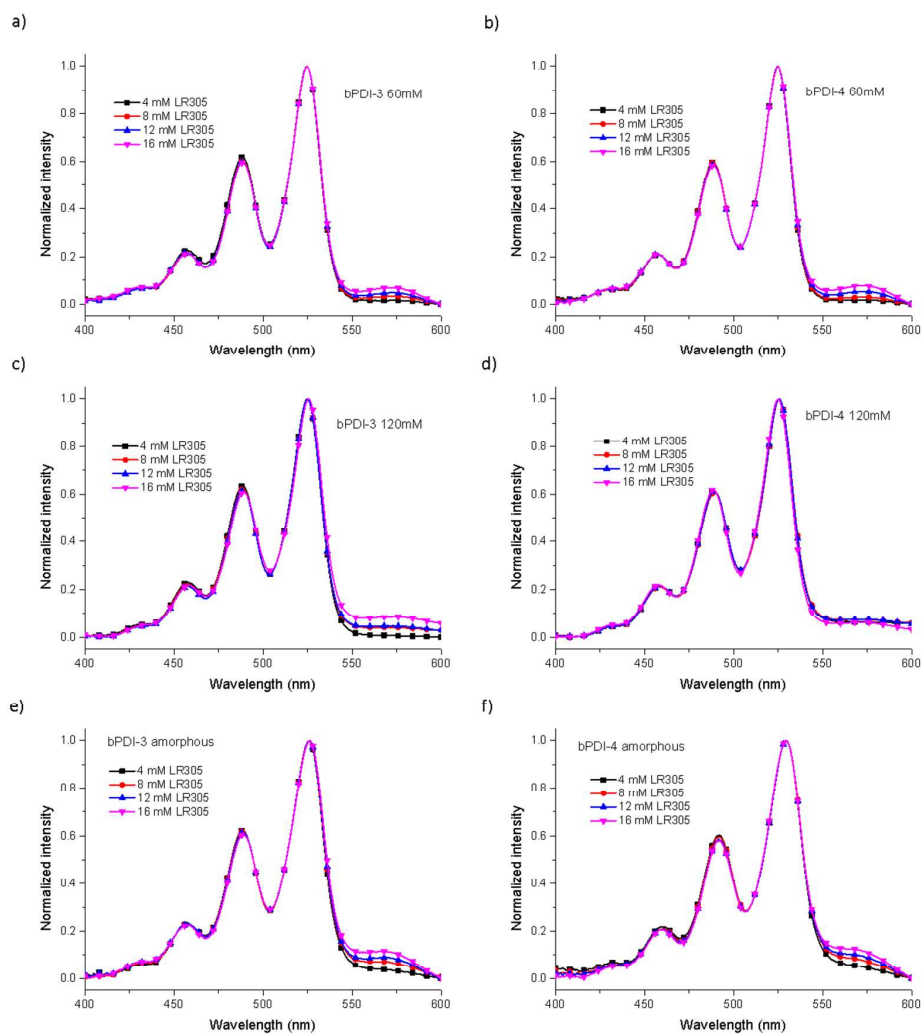 a)
Normalized intensity
1.0
0.8
0.6
0.4
0.2
0.0
4 mM LR305
8 mM LR305
12 mM LR305
16 mM LR305
bPDI-3 60mM
400 450 500 550 600
Wavelength (nm)
b)
Normalized intensity
1.0
0.8
0.6
0.4
0.2
0.0
4 mM LR305
8 mM LR305
12 mM LR305
16 mM LR305
bPDI-4 60mM
400 450 500 550 600
Wavelength (nm)
c)
Normalized intensity
1.0
0.8
0.6
0.4
0.2
0.0
4 mM LR305
8 mM LR305
12 mM LR305
16 mM LR305
bPDI-3 120mM
400 450 500 550 600
Wavelength (nm)
d)
Normalized intensity
1.0
0.8
0.6
0.4
0.2
0.0
4 mM LR305
8 mM LR305
12 mM LR305
16 mM LR305
bPDI-4 120mM
400 450 500 550 600
Wavelength (nm)
e)
Normalized intensity
1.0
0.8
0.6
0.4
0.2
0.0
bPDI-3 amorphous
4 mM LR305
8 mM LR305
12 mM LR305
16 mM LR305
400 450 500 550 600
Wavelength (nm)
f)
Normalized intensity
1.0
0.8
0.6
0.4
0.2
0.0
bPDI-4 amorphous
4 mM LR305
8 mM LR305
12 mM LR305
16 mM LR305
400 450 500 550 600
Wavelength (nm)